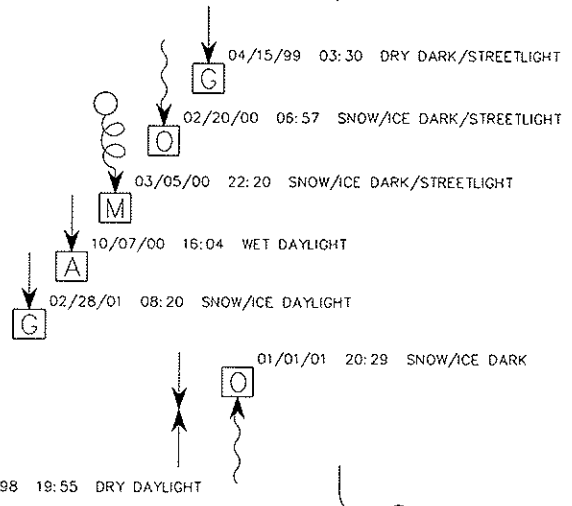 04/15/99 03:30 DRY DARK/STREETLIGHT
G
02/20/00 06:57 SNOW/ICE DARK/STREETLIGHT
O
03/05/00 22:20 SNOW/ICE DARK/STREETLIGHT
M
10/07/00 16:04 WET DAYLIGHT
A
02/28/01 08:20 SNOW/ICE DAYLIGHT
G
01/01/01 20:29 SNOW/ICE DARK
O
98 19:55 DRY DAYLIGHT